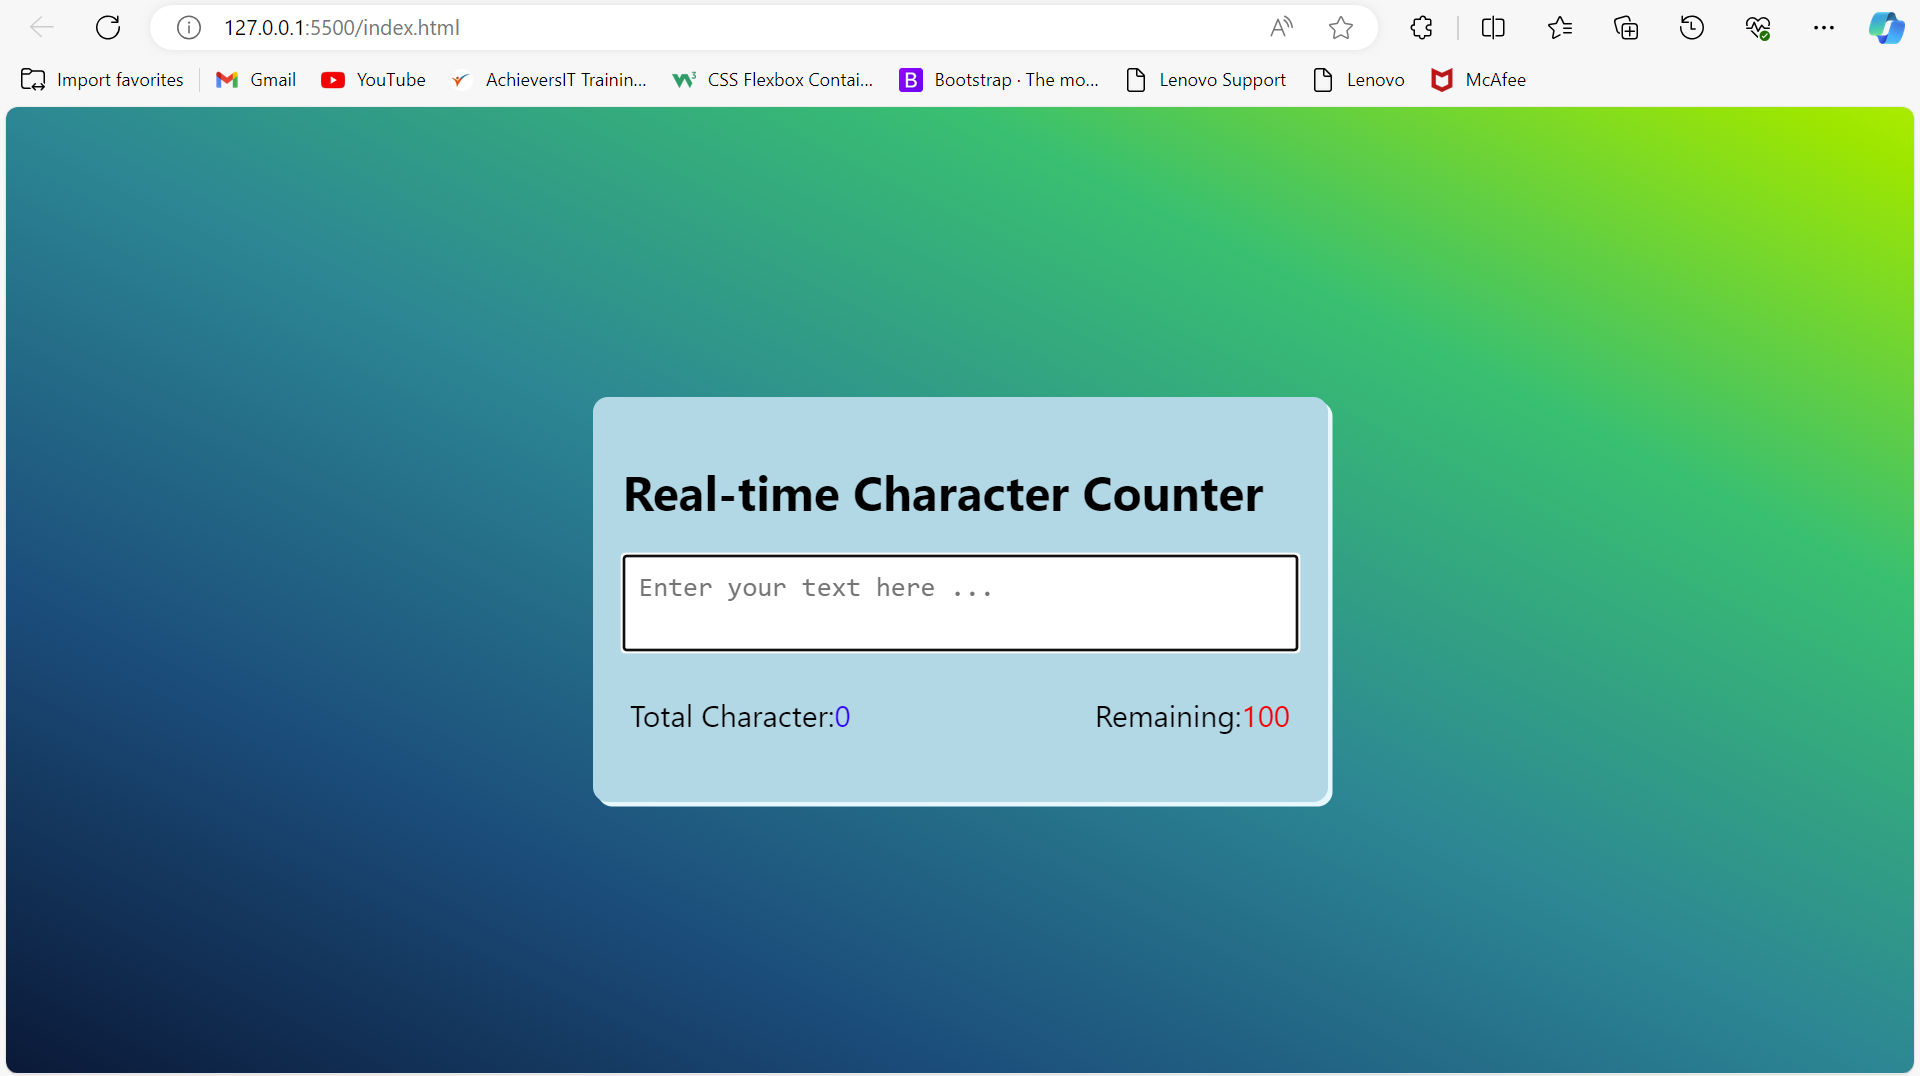 127.0.0.1:5500/index.html
Import favorites Gmail YouTube AchieversIT Trainin... CSS Flexbox Contai... B Bootstrap · The mo... Lenovo Support Lenovo McAfee
Real-time Character Counter
Enter your text here ...
Total Character:0 Remaining:100